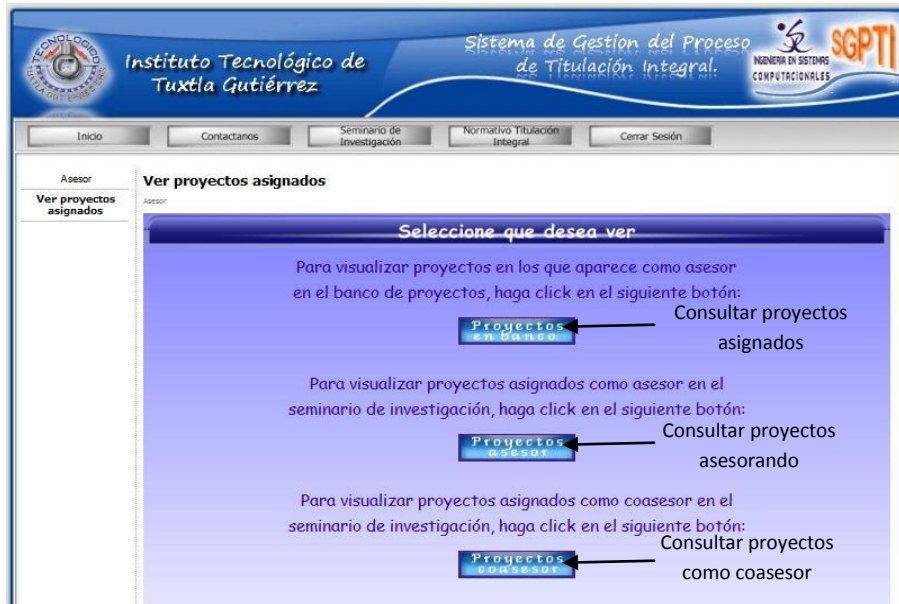 Instituto Tecnológico de
Tuxtla Gutiérrez
Sistema de Gestion del Proceso
de Titulación Integral.
INGENIERIA EN SISTEMAS
COMPUTACIONALES
SGPTI
Inicio
Contactanos
Seminario de
Investigación
Normativo Titulación
Integral
Cerrar Sesión
Asesor
Ver proyectos
asignados
Ver proyectos asignados
Asesor
Seleccione que desea ver
Para visualizar proyectos en los que aparece como asesor
en el banco de proyectos, haga click en el siguiente botón:
Proyectos
en banco.
Consultar proyectos
asignados
Para visualizar proyectos asignados como asesor en el
seminario de investigación, haga click en el siguiente botón:
Proyectos
asesor
Consultar proyectos
asesorando
Para visualizar proyectos asignados como coasesor en el
seminario de investigación, haga click en el siguiente botón:
Proyectos
coasesor
Consultar proyectos
como coasesor